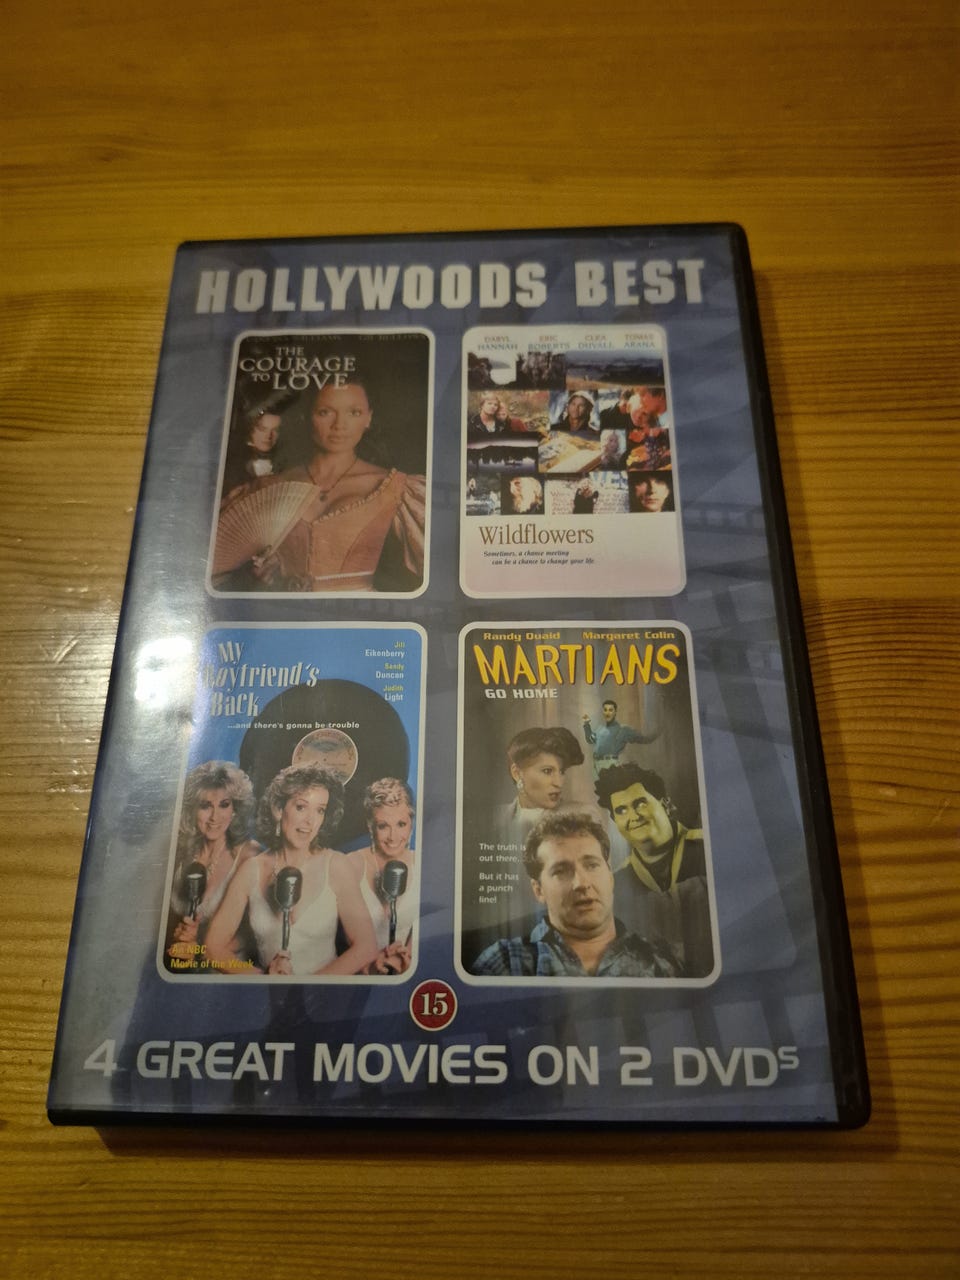 HOLLYWOODS BEST
THE
COURAGE
TO LOVE
DARYL HANNAH
ERIC ROBERTS
CLEA DUVALL
TOMAS ARANA
Wildflowers
Sometimes, a chance meeting
can be a chance to change your life.
My
Boyfriend's
Back
...and there's gonna be trouble
Jill
Eikenberry
Sandy
Duncan
Judith
Light
An NBC
Movie of the Week
Randy Quaid Margaret Colin
MARTIANS
GO HOME
The truth is
out there...
But it has
a punch
line!
15
4 GREAT MOVIES ON 2 DVDS